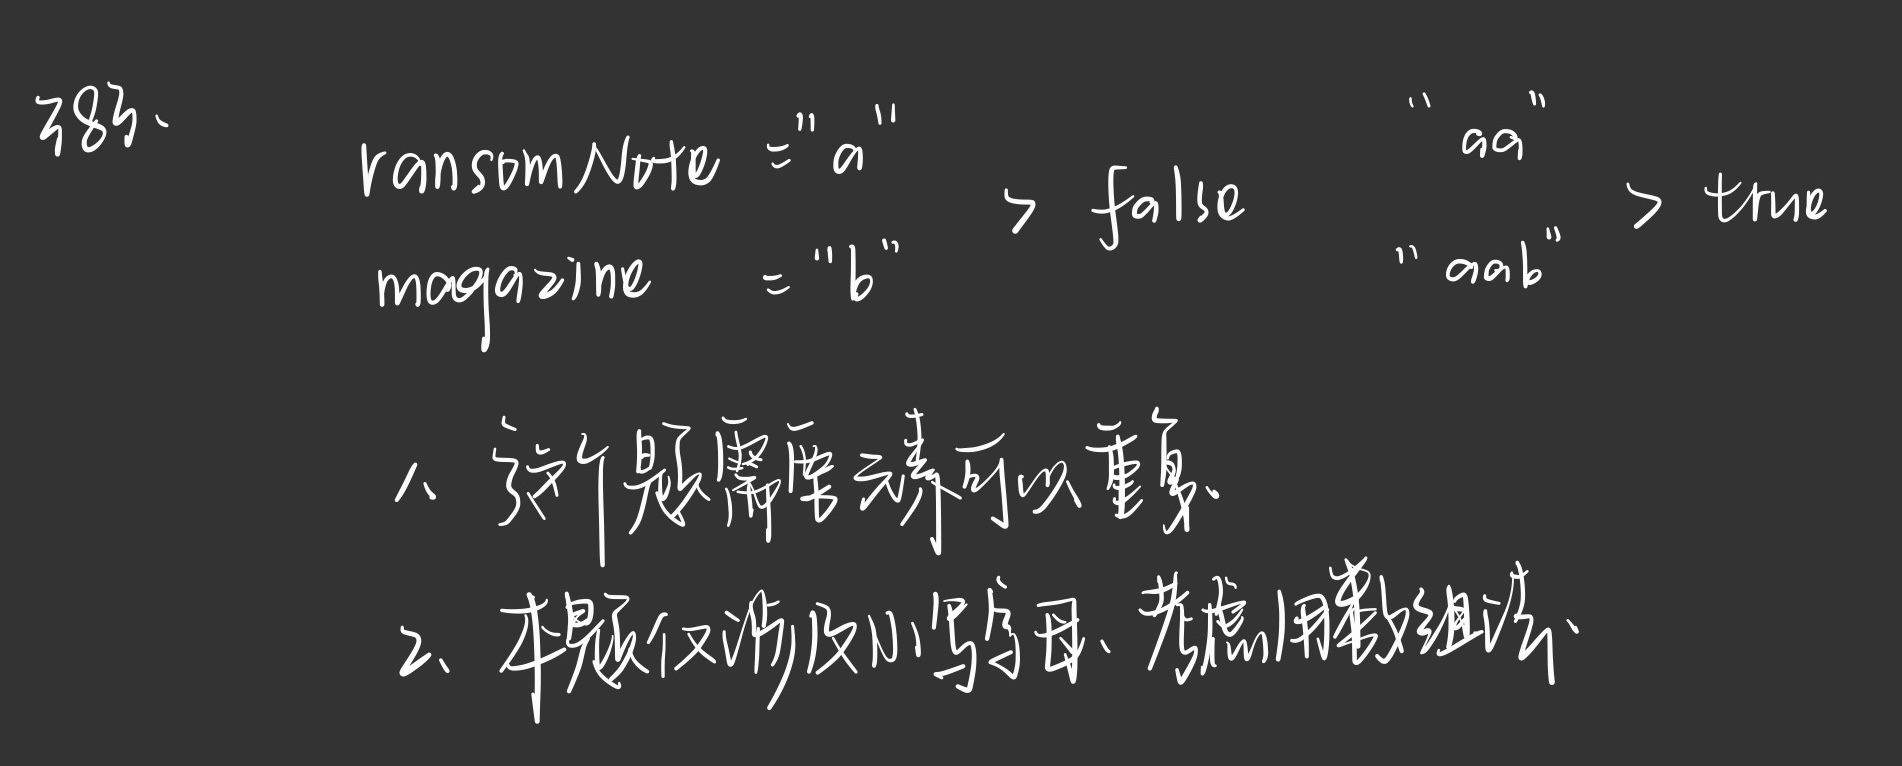 383、
ransomNote = "a" > false "aa" > true
magazine = "b" "aab"
1、这个题需要元素可以重复、
2、本题仅涉及小写字母、考虑用数组法、